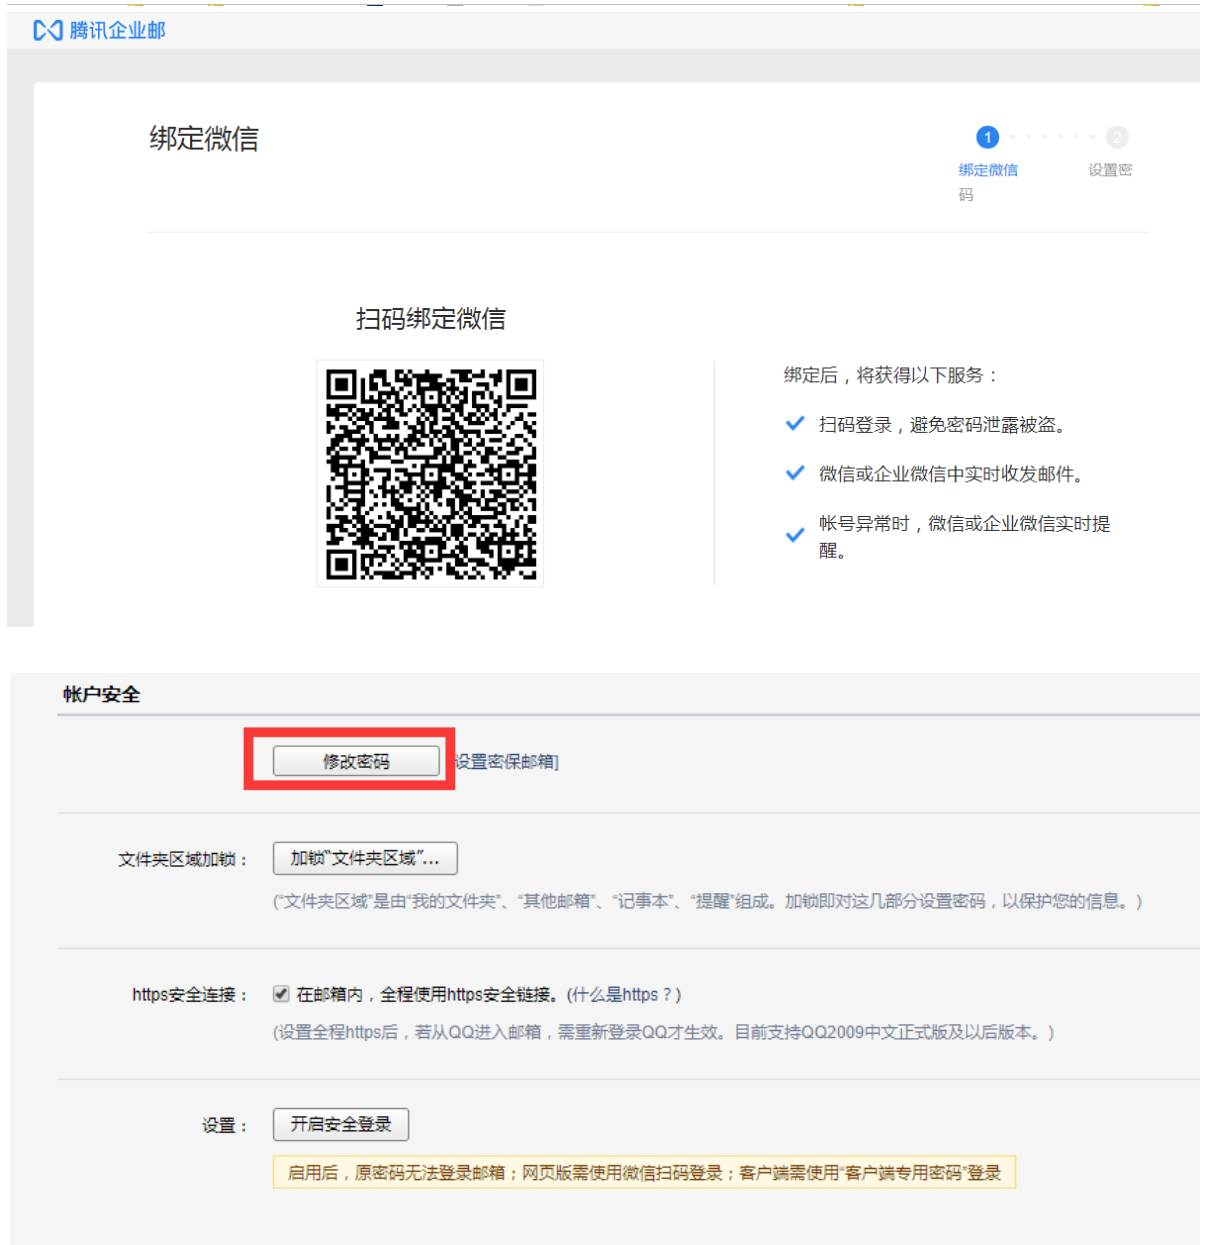 腾讯企业邮
绑定微信
1
2
绑定微信 设置密
码
扫码绑定微信
绑定后，将获得以下服务：
扫码登录，避免密码泄露被盗。
微信或企业微信中实时收发邮件。
帐号异常时，微信或企业微信实时提
醒。
帐户安全
修改密码 设置密保邮箱]
文件夹区域加锁： 加锁"文件夹区域"...
("文件夹区域"是由"我的文件夹"、"其他邮箱"、"记事本"、"提醒"组成。加锁即对这几部分设置密码，以保护您的信息。)
https安全连接： 在邮箱内，全程使用https安全链接。(什么是https？)
(设置全程https后，若从QQ进入邮箱，需重新登录QQ才生效。目前支持QQ2009中文正式版及以后版本。)
设置： 开启安全登录
启用后，原密码无法登录邮箱；网页版需使用微信扫码登录；客户端需使用"客户端专用密码"登录